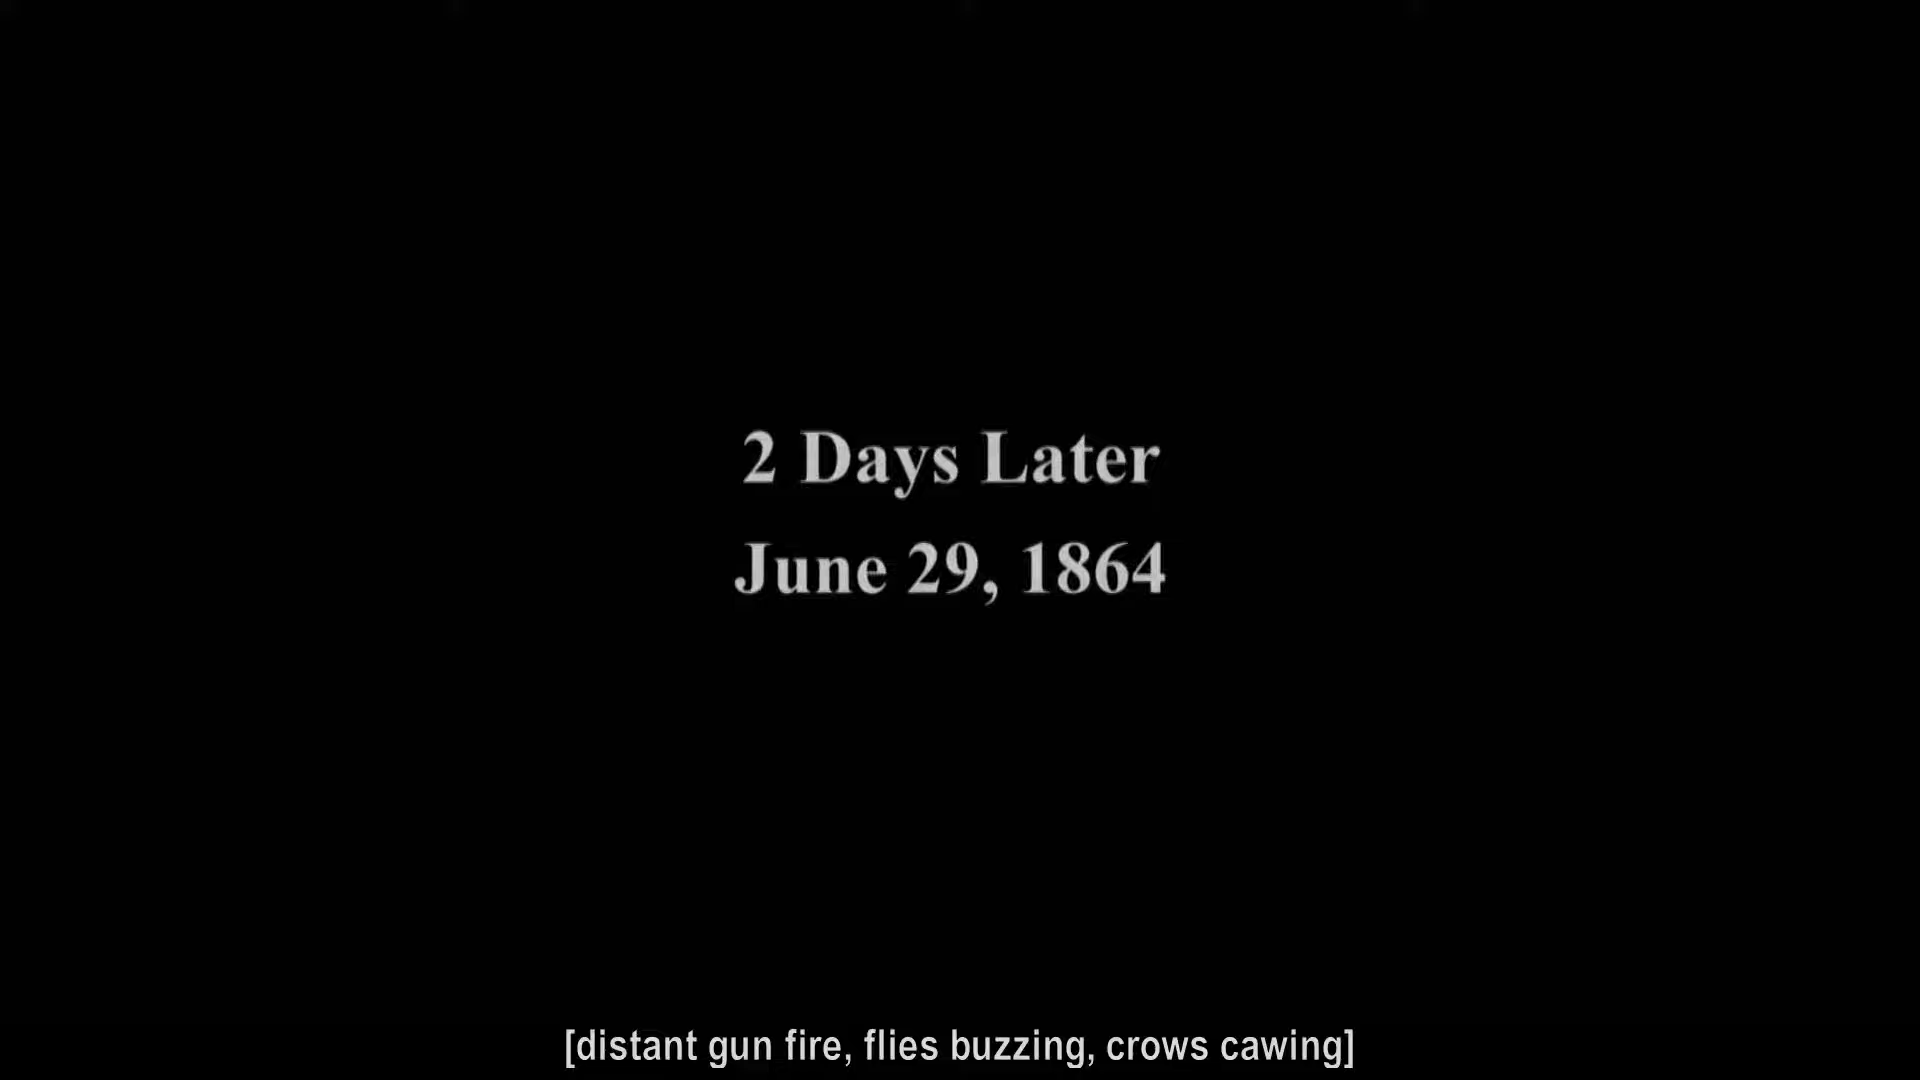 2 Days Later
June 29, 1864
[distant gun fire, flies buzzing, crows cawing]